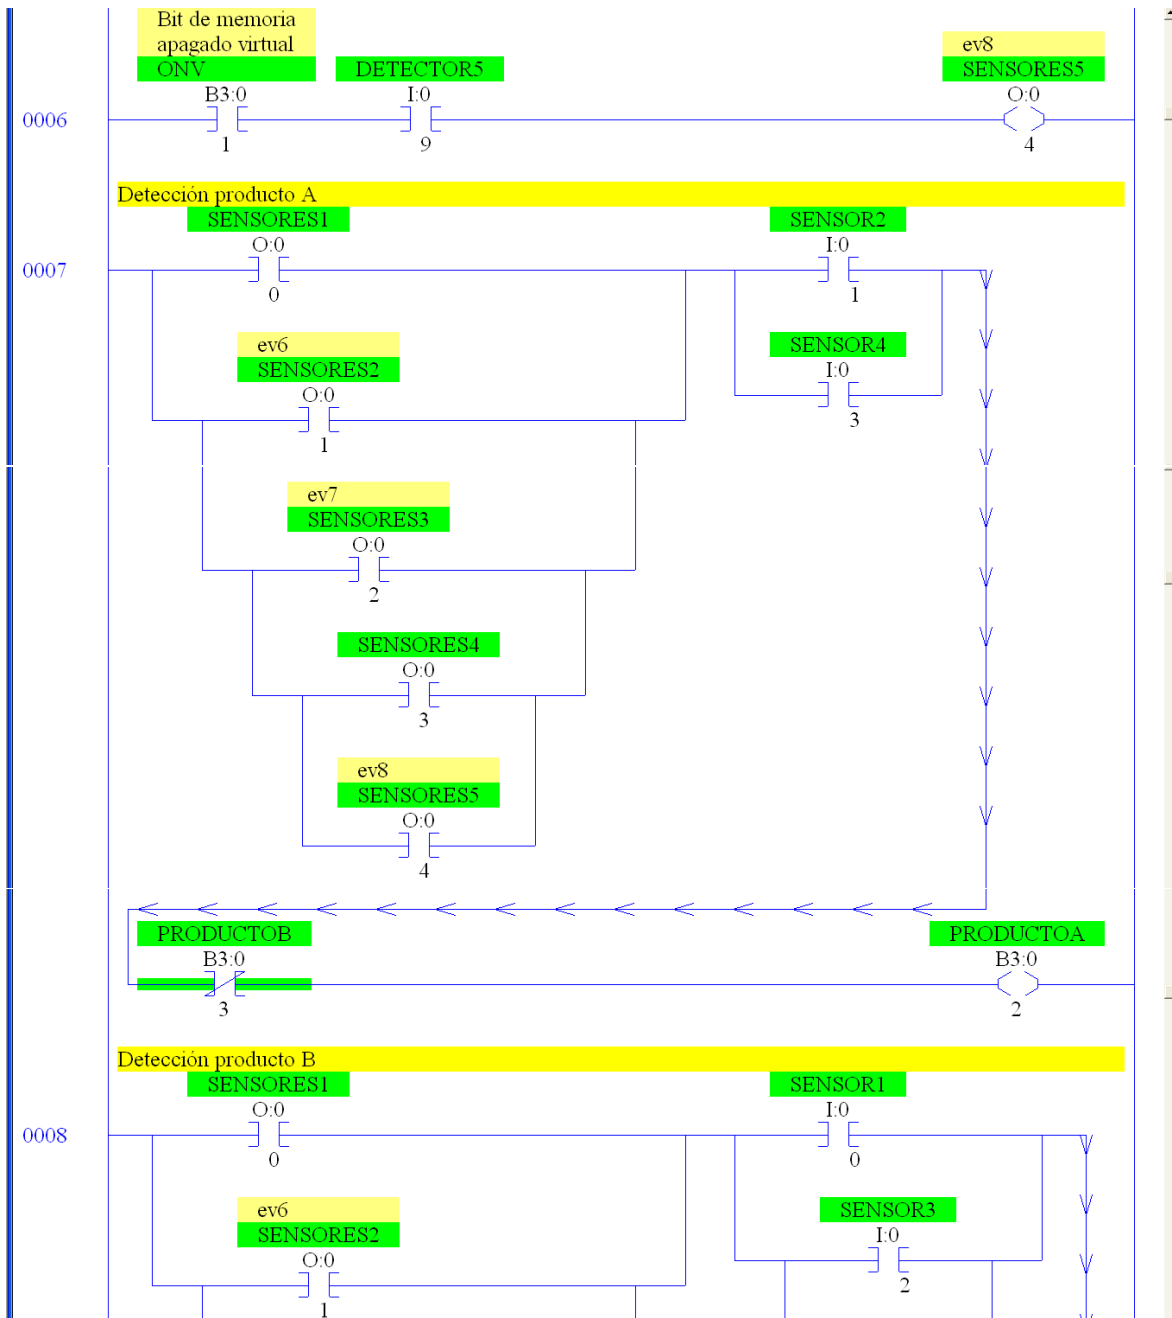 Bit de memoria
apagado virtual
ONV
B3:0
1
DETECTOR5
I:0
9
ev8
SENSORES5
O:0
4
0006
Detección producto A
SENSORES1
O:0
0
SENSOR2
I:0
1
0007
ev6
SENSORES2
O:0
1
SENSOR4
I:0
3
ev7
SENSORES3
O:0
2
SENSORES4
O:0
3
ev8
SENSORES5
O:0
4
PRODUCTOB
B3:0
3
PRODUCTOA
B3:0
2
Detección producto B
SENSORES1
O:0
0
SENSOR1
I:0
0
0008
ev6
SENSORES2
O:0
1
SENSOR3
I:0
2